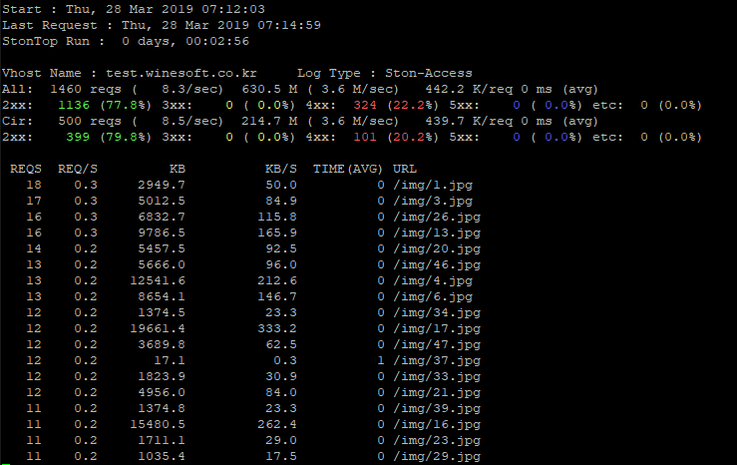 Start : Thu, 28 Mar 2019 07:12:03
Last Request : Thu, 28 Mar 2019 07:14:59
StonTop Run :  0 days, 00:02:56
Vhost Name : test.winesoft.co.kr     Log Type : Ston-Access
All:  1460 reqs (   8.3/sec)  630.5 M ( 3.6 M/sec)   442.2 K/req 0 ms (avg)
2xx:   1136 (77.8%) 3xx:    0 ( 0.0%) 4xx:  324 (22.2%) 5xx:    0 ( 0.0%) etc:  0 (0.0%)
Cir:   500 reqs (   8.5/sec)  214.7 M ( 3.6 M/sec)   439.7 K/req 0 ms (avg)
2xx:    399 (79.8%) 3xx:    0 ( 0.0%) 4xx:  101 (20.2%) 5xx:    0 ( 0.0%) etc:  0 (0.0%)
REQS  REQ/S         KB          KB/S  TIME(AVG) URL
18    0.3     2949.7          50.0          0 /img/1.jpg
17    0.3     5012.5          84.9          0 /img/3.jpg
16    0.3     6832.7         115.8          0 /img/26.jpg
16    0.3     9786.5         165.9          0 /img/13.jpg
14    0.2     5457.5          92.5          0 /img/20.jpg
13    0.2     5666.0          96.0          0 /img/46.jpg
13    0.2    12541.6         212.6          0 /img/4.jpg
13    0.2     8654.1         146.7          0 /img/6.jpg
12    0.2     1374.5          23.3          0 /img/34.jpg
12    0.2    19661.4         333.2          0 /img/17.jpg
12    0.2     3689.8          62.5          0 /img/47.jpg
12    0.2       17.1           0.3          1 /img/37.jpg
12    0.2     1823.9          30.9          0 /img/33.jpg
12    0.2     4956.0          84.0          0 /img/21.jpg
11    0.2     1374.8          23.3          0 /img/39.jpg
11    0.2    15480.5         262.4          0 /img/16.jpg
11    0.2     1711.1          29.0          0 /img/23.jpg
11    0.2     1035.4          17.5          0 /img/29.jpg